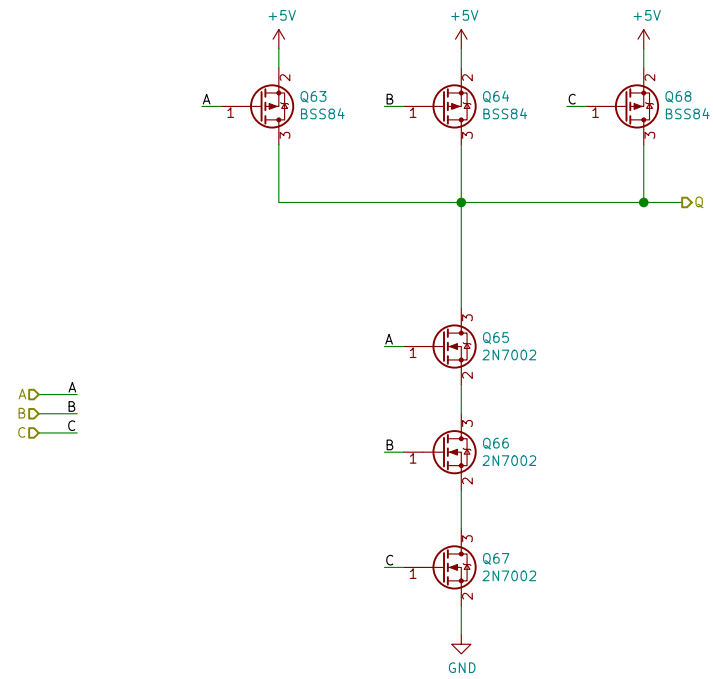 +5V +5V +5V
2 2 2
A 1 Q63 B 1 Q64 C 1 Q68
BSS84 BSS84 BSS84
3 3 3
Q
3
A 1 Q65
2N7002
2
A A
B B
C C
3
B 1 Q66
2N7002
2
3
C 1 Q67
2N7002
2
GND